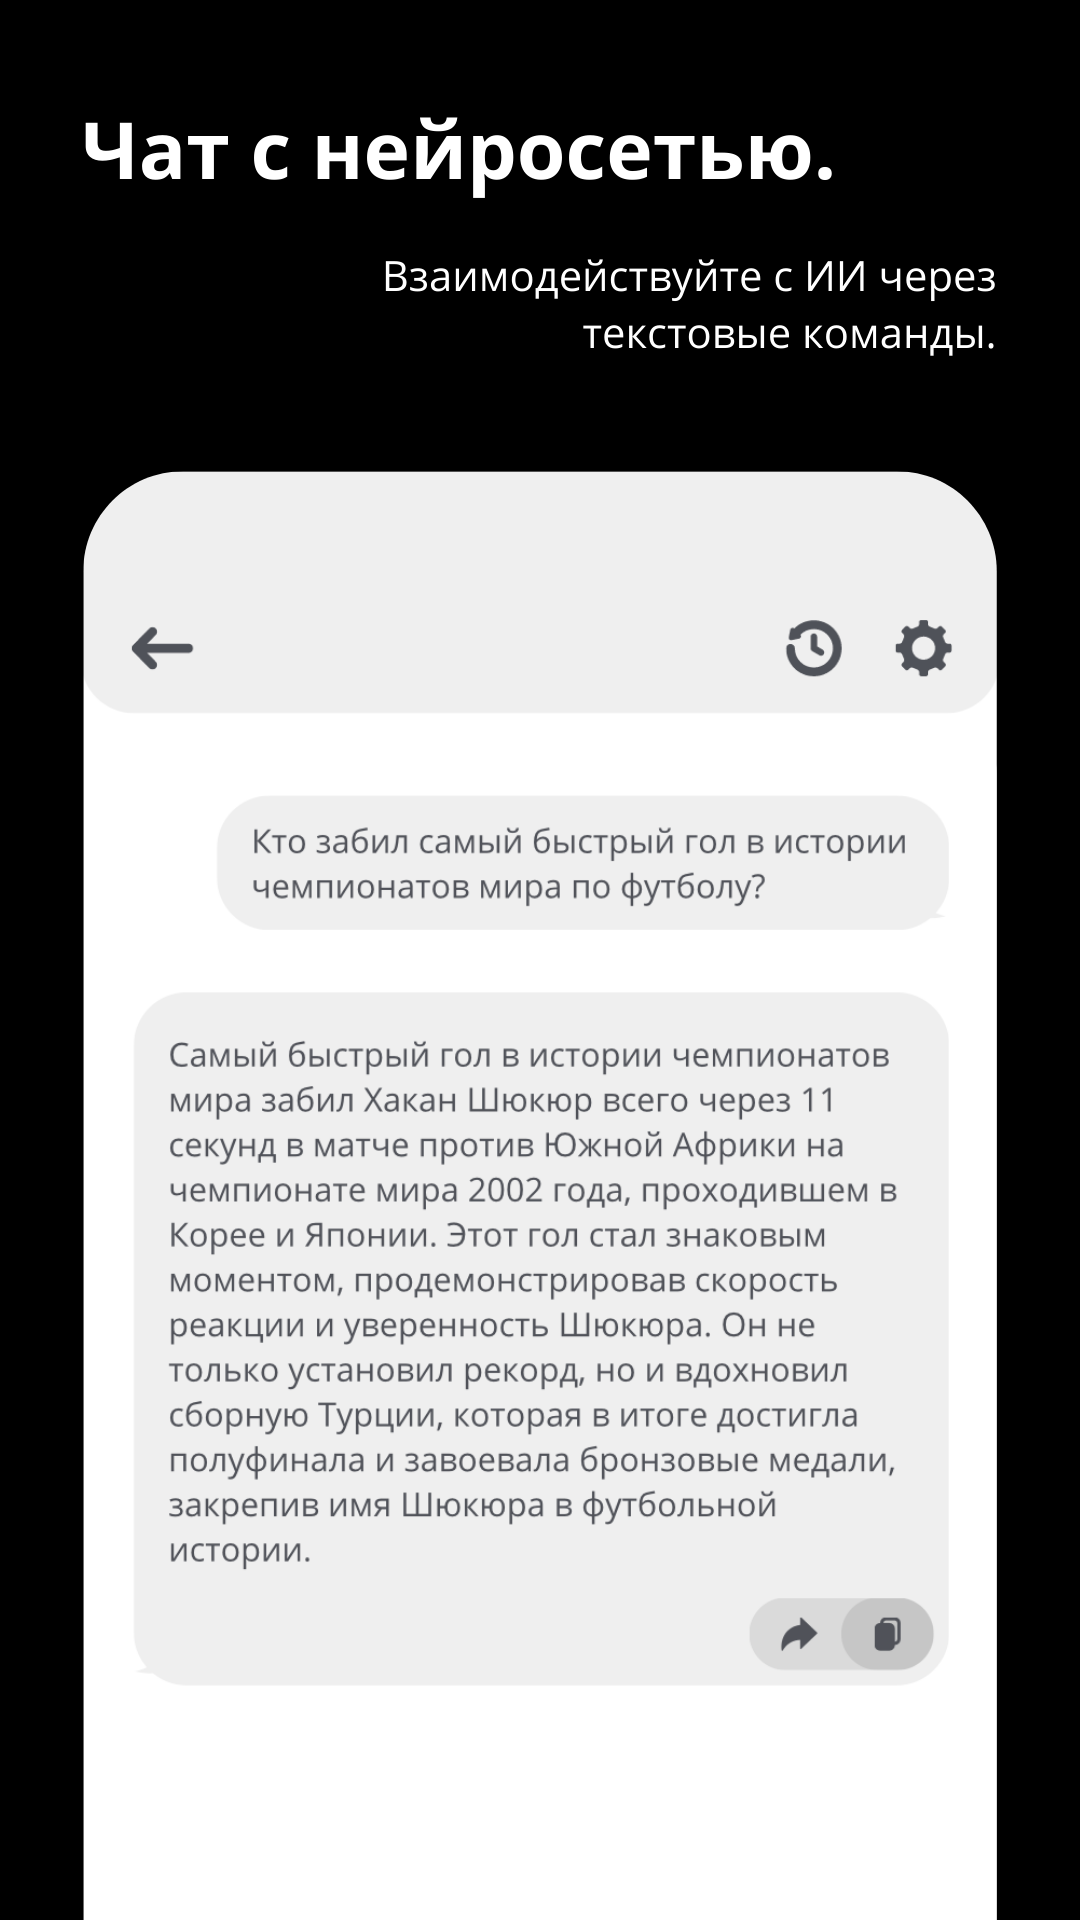 Чат с нейросетью.
Взаимодействуйте с ИИ через
текстовые команды.
Кто забил самый быстрый гол в истории
чемпионатов мира по футболу?
Самый быстрый гол в истории чемпионатов
мира забил Хакан Шюкюр всего через 11
секунд в матче против Южной Африки на
чемпионате мира 2002 года, проходившем в
Корее и Японии. Этот гол стал знаковым
моментом, продемонстрировав скорость
реакции и уверенность Шюкюра. Он не
только установил рекорд, но и вдохновил
сборную Турции, которая в итоге достигла
полуфинала и завоевала бронзовые медали,
закрепив имя Шюкюра в футбольной
истории.